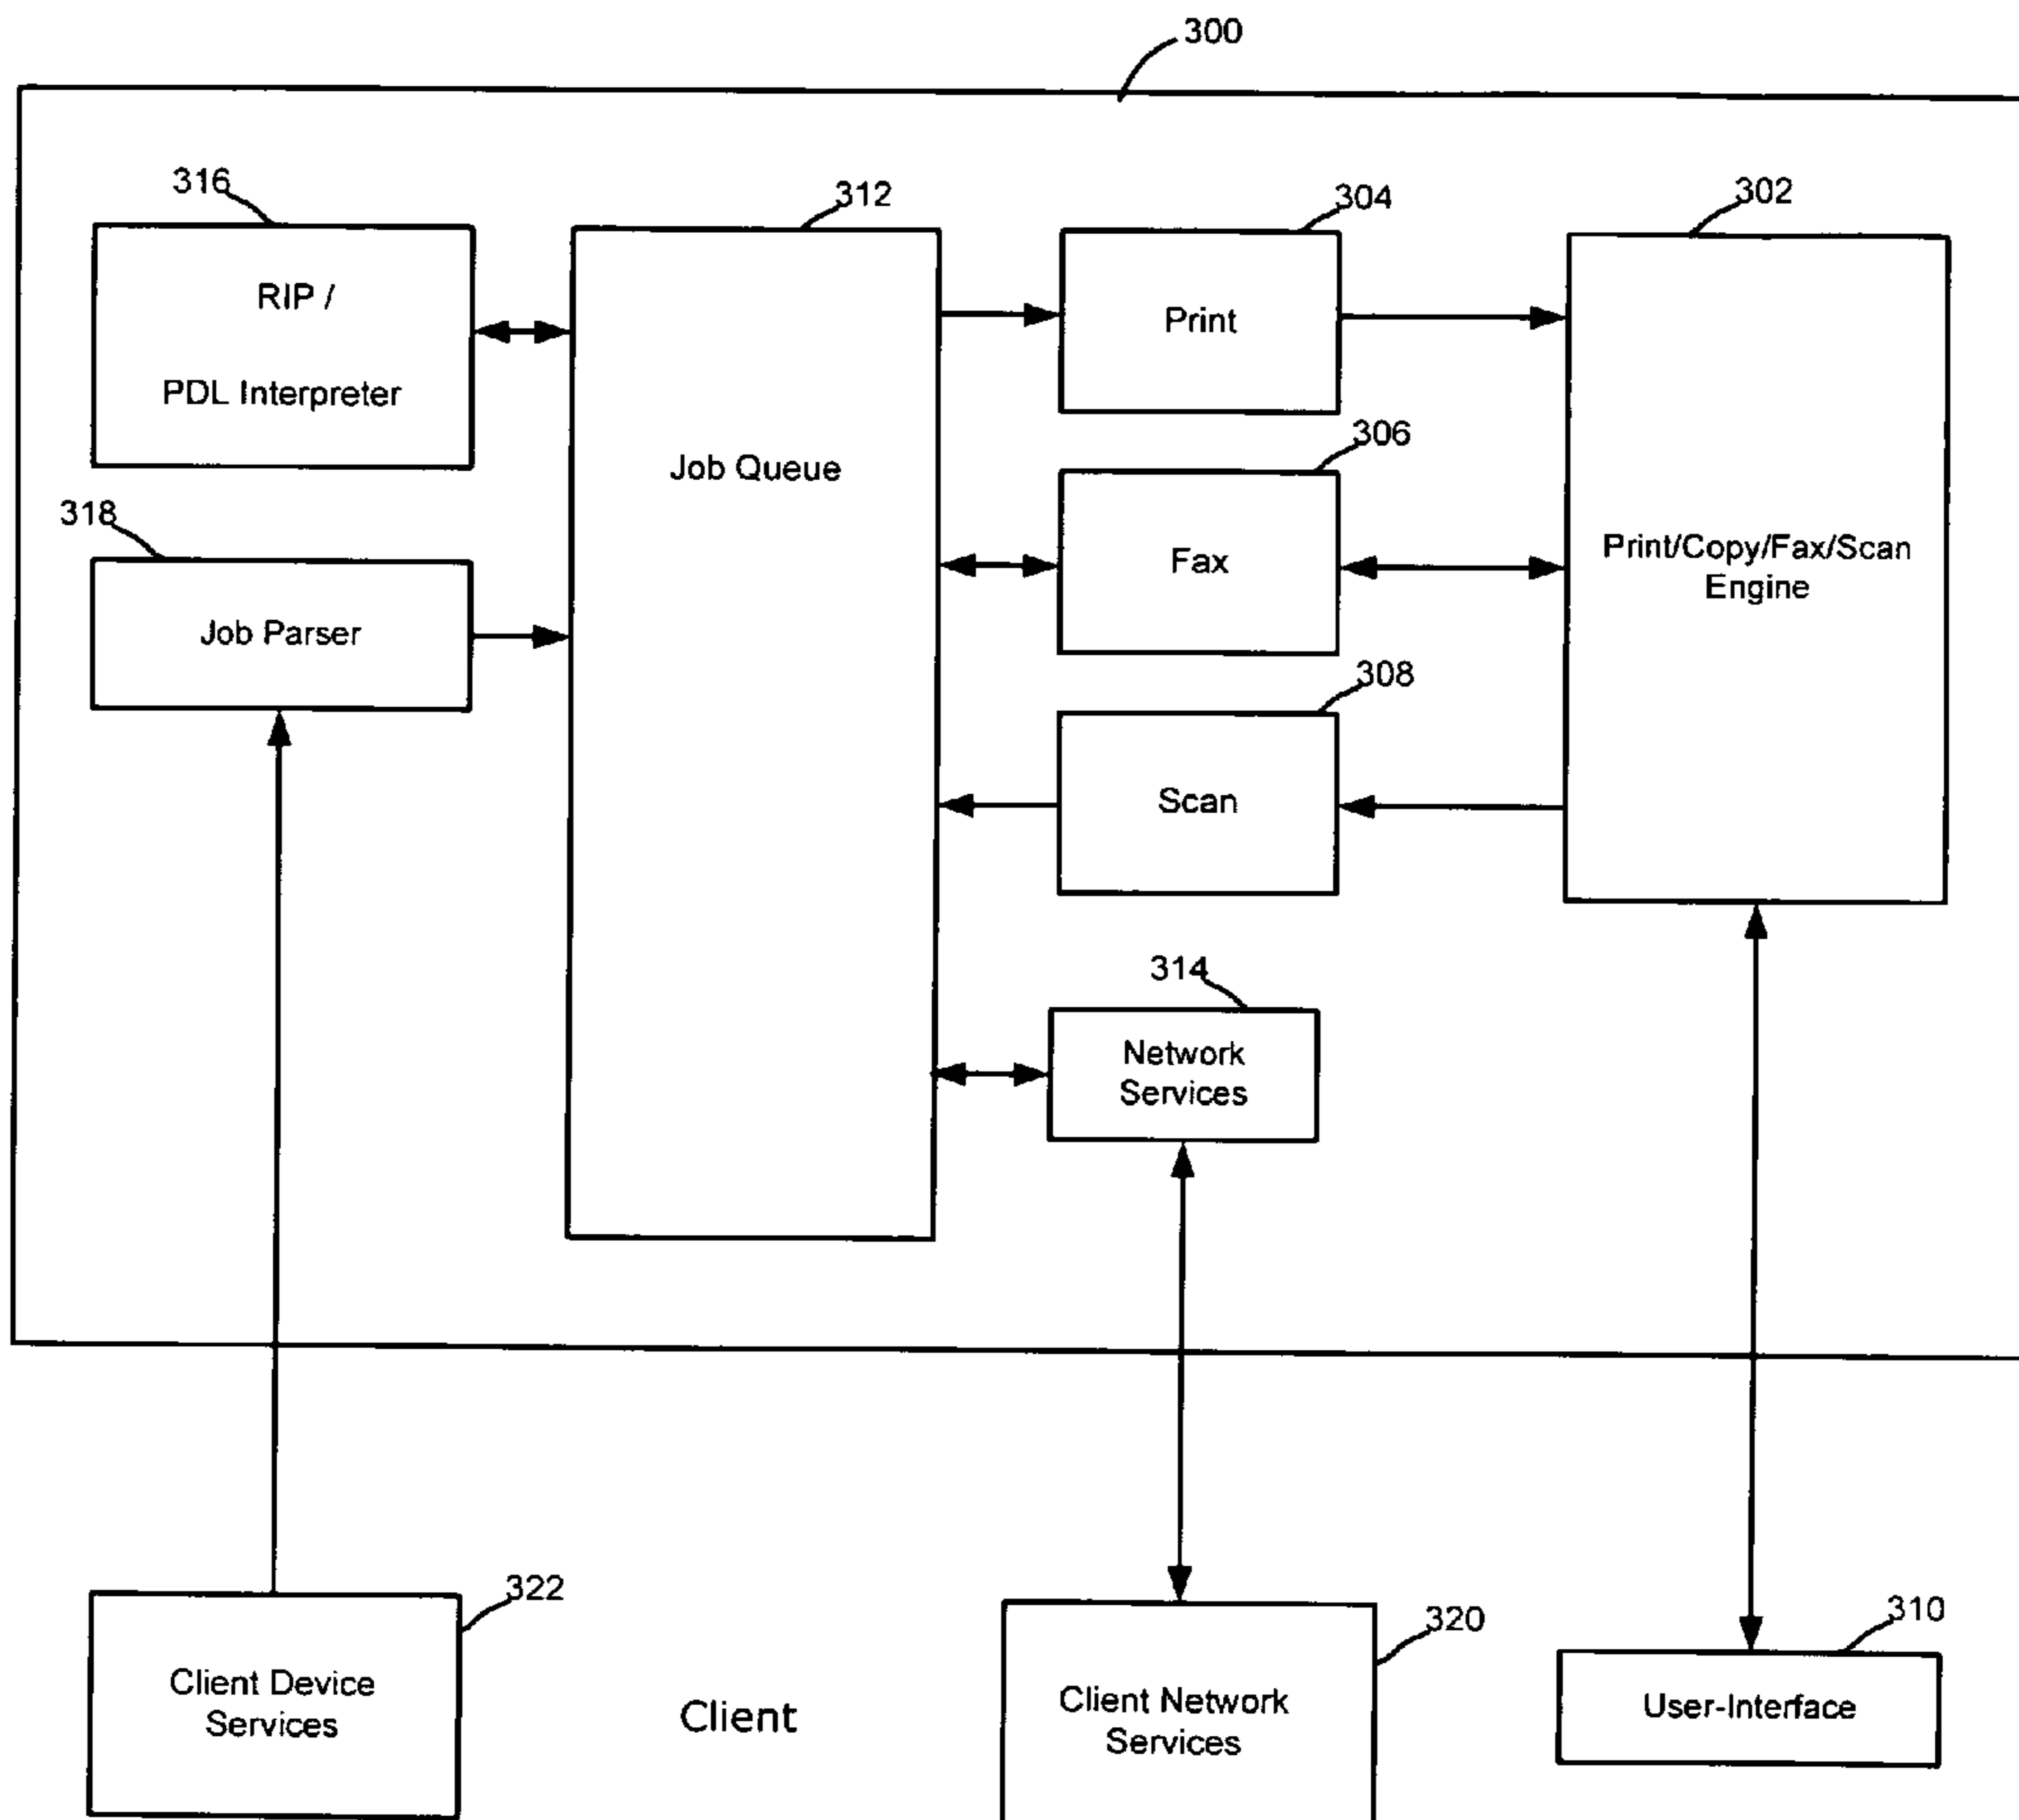 300
316
312
304
302
RIP /
PDL Interpreter
Print
306
Job Queue
318
Fax
Print/Copy/Fax/Scan
Engine
Job Parser
308
Scan
314
Network
Services
322
320
310
Client Device
Services
Client
Client Network
Services
User-Interface